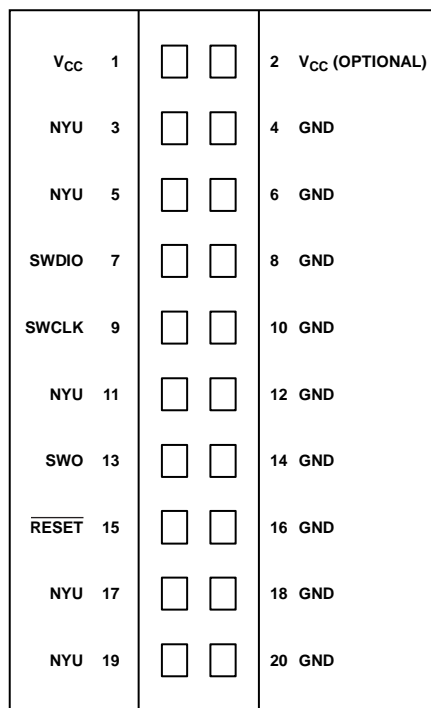 VCC 1 2 VCC (OPTIONAL)
NYU 3 4 GND
NYU 5 6 GND
SWDIO 7 8 GND
SWCLK 9 10 GND
NYU 11 12 GND
SWO 13 14 GND
RESET 15 16 GND
NYU 17 18 GND
NYU 19 20 GND